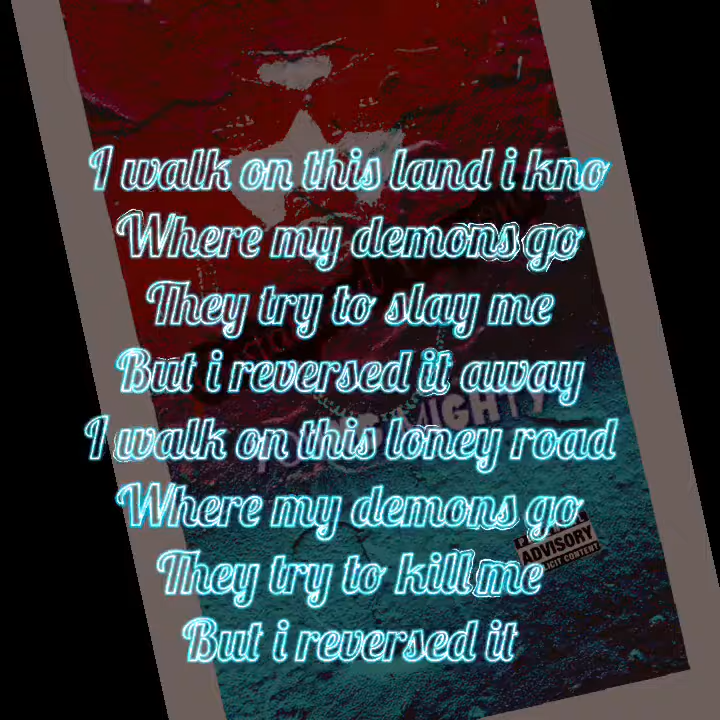 I walk on this land i kno
Where my demons go
They try to slay me
But i reversed it away
I walk on this loney road
Where my demons go
They try to kill me
But i reversed it
MIGHTY
ADVISORY